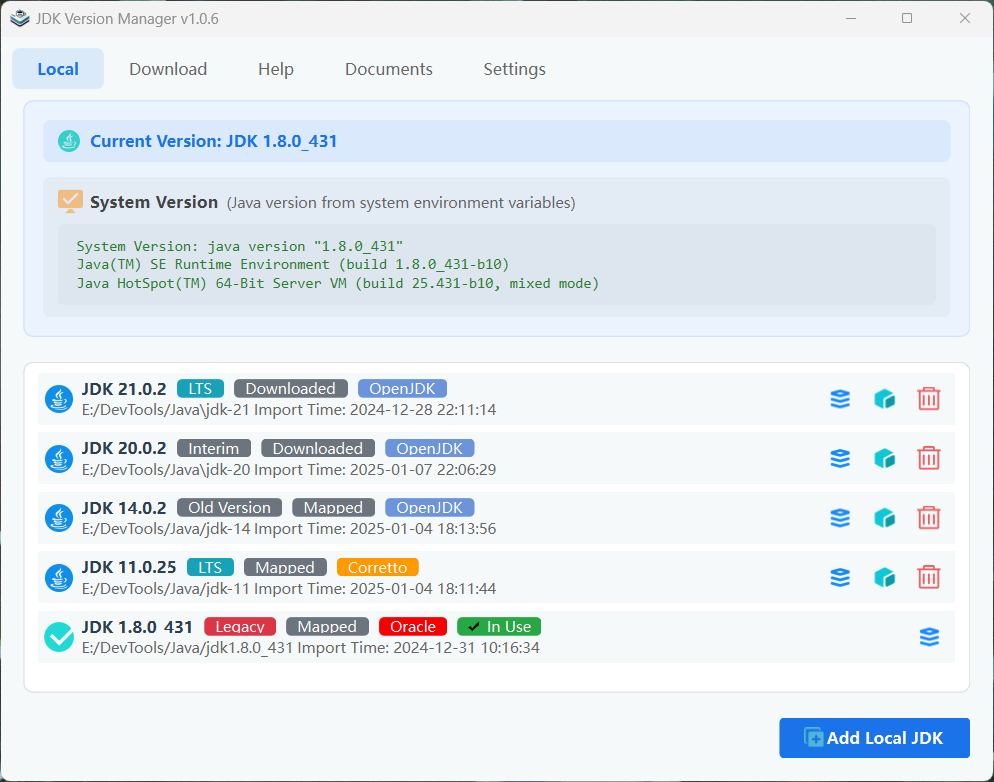 JDK Version Manager v1.0.6
Local Download Help Documents Settings
Current Version: JDK 1.8.0_431
System Version (Java version from system environment variables)
System Version: java version "1.8.0_431"
Java(TM) SE Runtime Environment (build 1.8.0_431-b10)
Java HotSpot(TM) 64-Bit Server VM (build 25.431-b10, mixed mode)
JDK 21.0.2 LTS Downloaded OpenJDK
E:/DevTools/Java/jdk-21 Import Time: 2024-12-28 22:11:14
JDK 20.0.2 Interim Downloaded OpenJDK
E:/DevTools/Java/jdk-20 Import Time: 2025-01-07 22:06:29
JDK 14.0.2 Old Version Mapped OpenJDK
E:/DevTools/Java/jdk-14 Import Time: 2025-01-04 18:13:56
JDK 11.0.25 LTS Mapped Corretto
E:/DevTools/Java/jdk-11 Import Time: 2025-01-04 18:11:44
JDK 1.8.0_431 Legacy Mapped Oracle ✓ In Use
E:/DevTools/Java/jdk1.8.0_431 Import Time: 2024-12-31 10:16:34
Add Local JDK